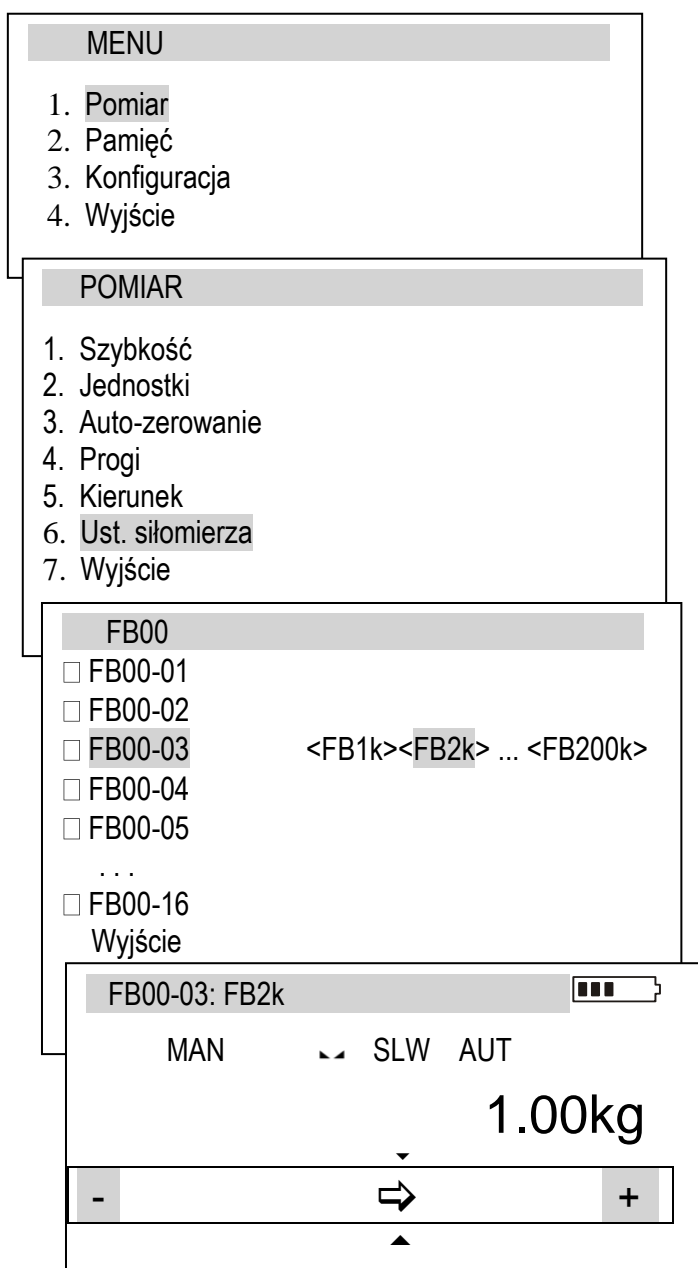 MENU
1. Pomiar
2. Pamięć
3. Konfiguracja
4. Wyjście
POMIAR
1. Szybkość
2. Jednostki
3. Auto-zerowanie
4. Progi
5. Kierunek
6. Ust. siłomierza
7. Wyjście
FB00
FB00-01
FB00-02
FB00-03 <FB1k><FB2k> ... <FB200k>
FB00-04
FB00-05
. . .
FB00-16
Wyjście
FB00-03: FB2k
MAN SLW AUT
1.00kg
- +